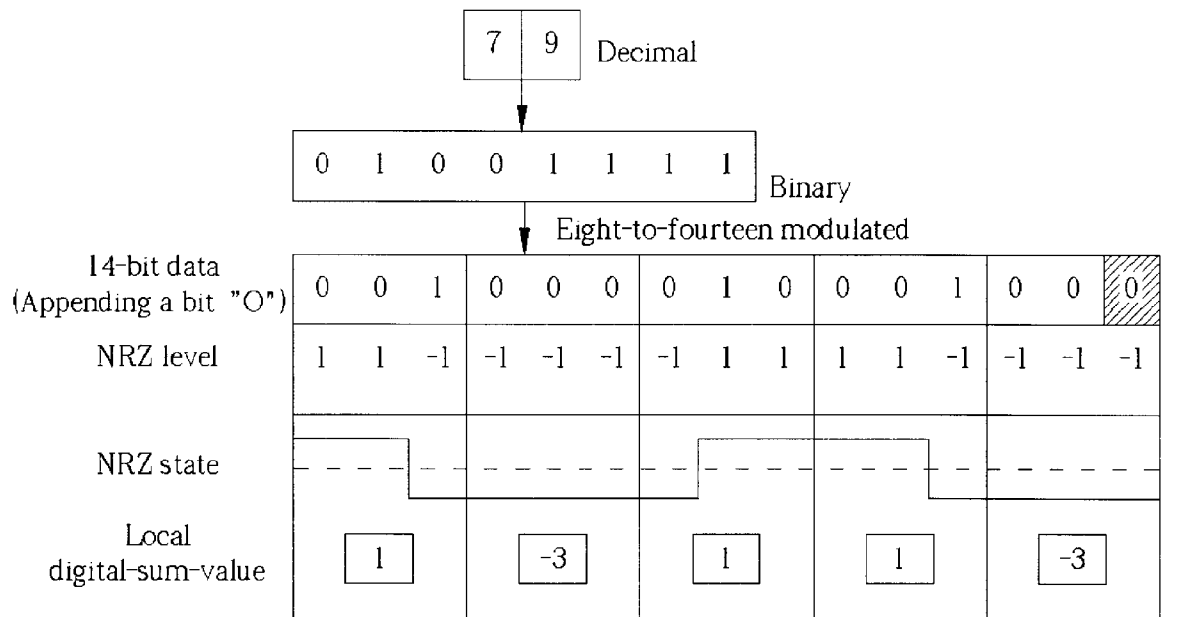 7 9 Decimal
0 1 0 0 1 1 1 1 Binary
Eight-to-fourteen modulated
14-bit data
(Appending a bit "O")
0 0 1 0 0 0 0 1 0 0 0 1 0 0 0
NRZ level 1 1 -1 -1 -1 -1 -1 1 1 1 1 -1 -1 -1 -1
NRZ state
Local
digital-sum-value
1 -3 1 1 -3